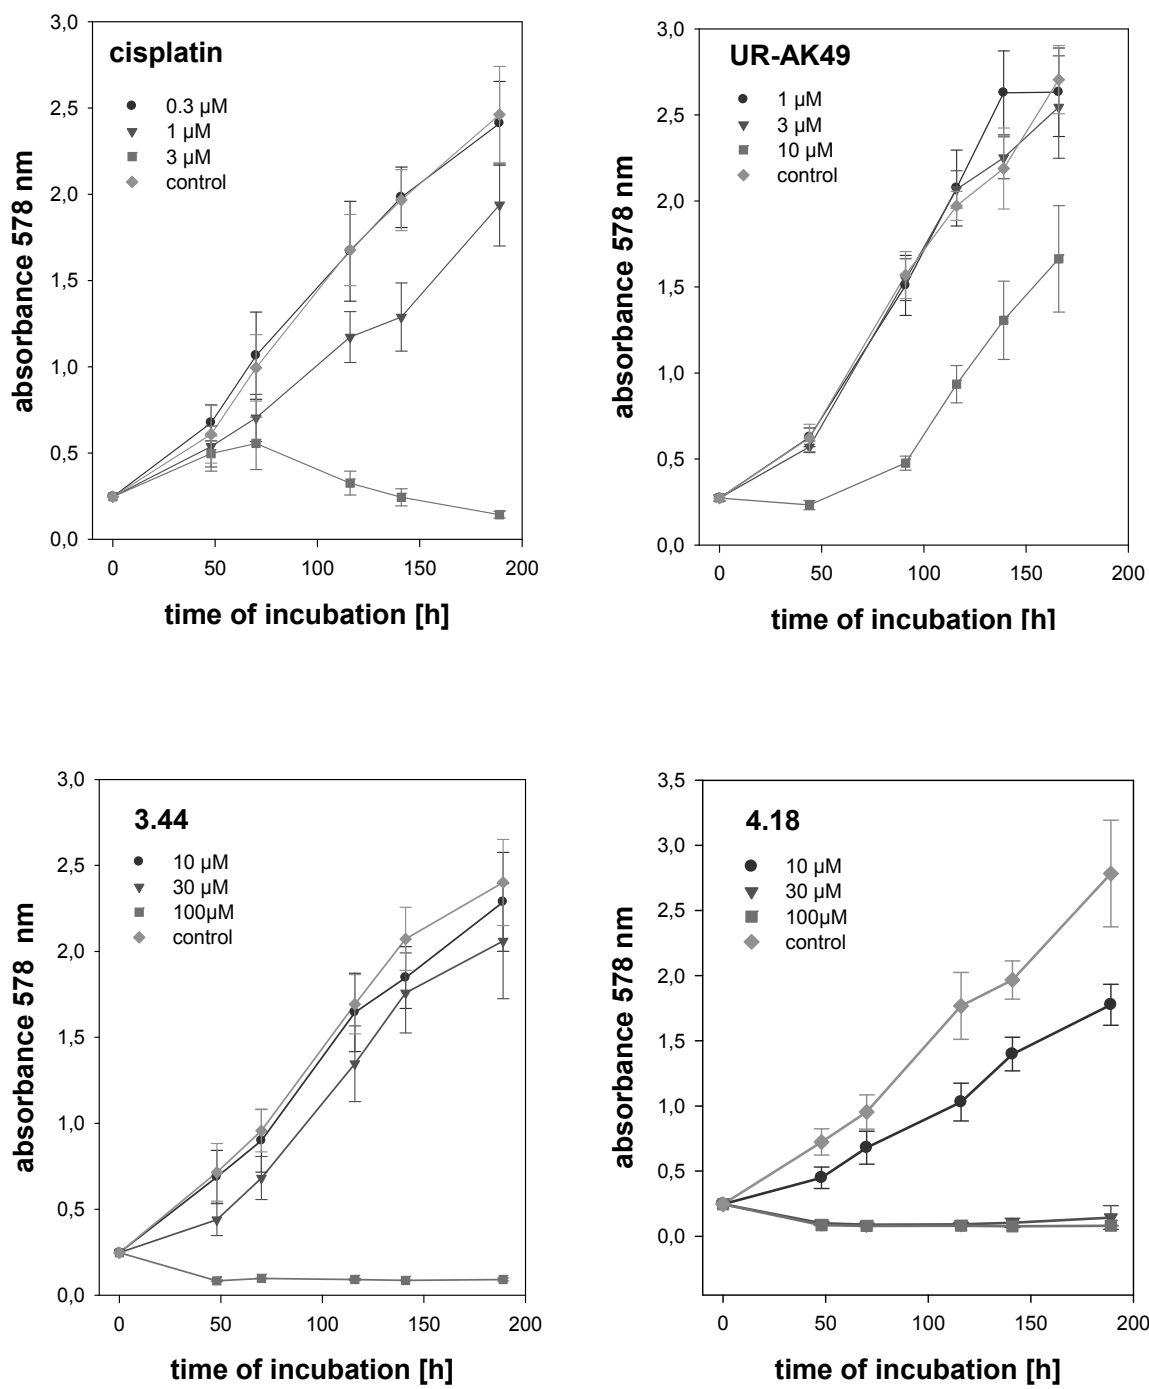 cisplatin
0.3 µM
1 µM
3 µM
control
3,0
2,5
2,0
1,5
1,0
0,5
0,0
0
50
100
150
200
absorbance 578 nm
time of incubation [h]
UR-AK49
1 µM
3 µM
10 µM
control
3,0
2,5
2,0
1,5
1,0
0,5
0,0
0
50
100
150
200
absorbance 578 nm
time of incubation [h]
3.44
10 µM
30 µM
100µM
control
3,0
2,5
2,0
1,5
1,0
0,5
0,0
0
50
100
150
200
absorbance 578 nm
time of incubation [h]
4.18
10 µM
30 µM
100µM
control
3,5
3,0
2,5
2,0
1,5
1,0
0,5
0,0
0
50
100
150
200
absorbance 578 nm
time of incubation [h]